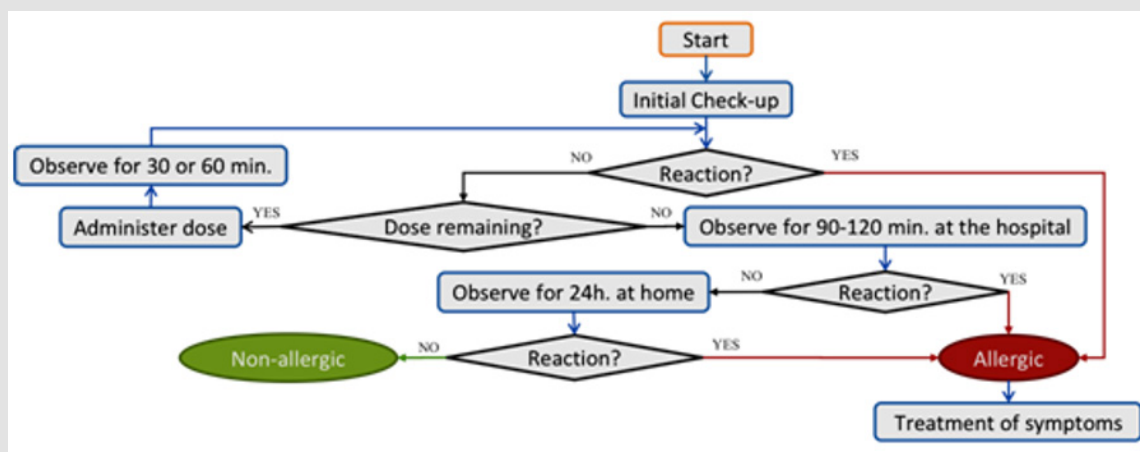 Start
Initial Check-up
Observe for 30 or 60 min.
NO
YES
Reaction?
Administer dose
YES
Dose remaining?
NO
Observe for 90-120 min. at the hospital
Observe for 24h. at home
NO
Reaction?
YES
Non-allergic
NO
Reaction?
YES
Allergic
Treatment of symptoms